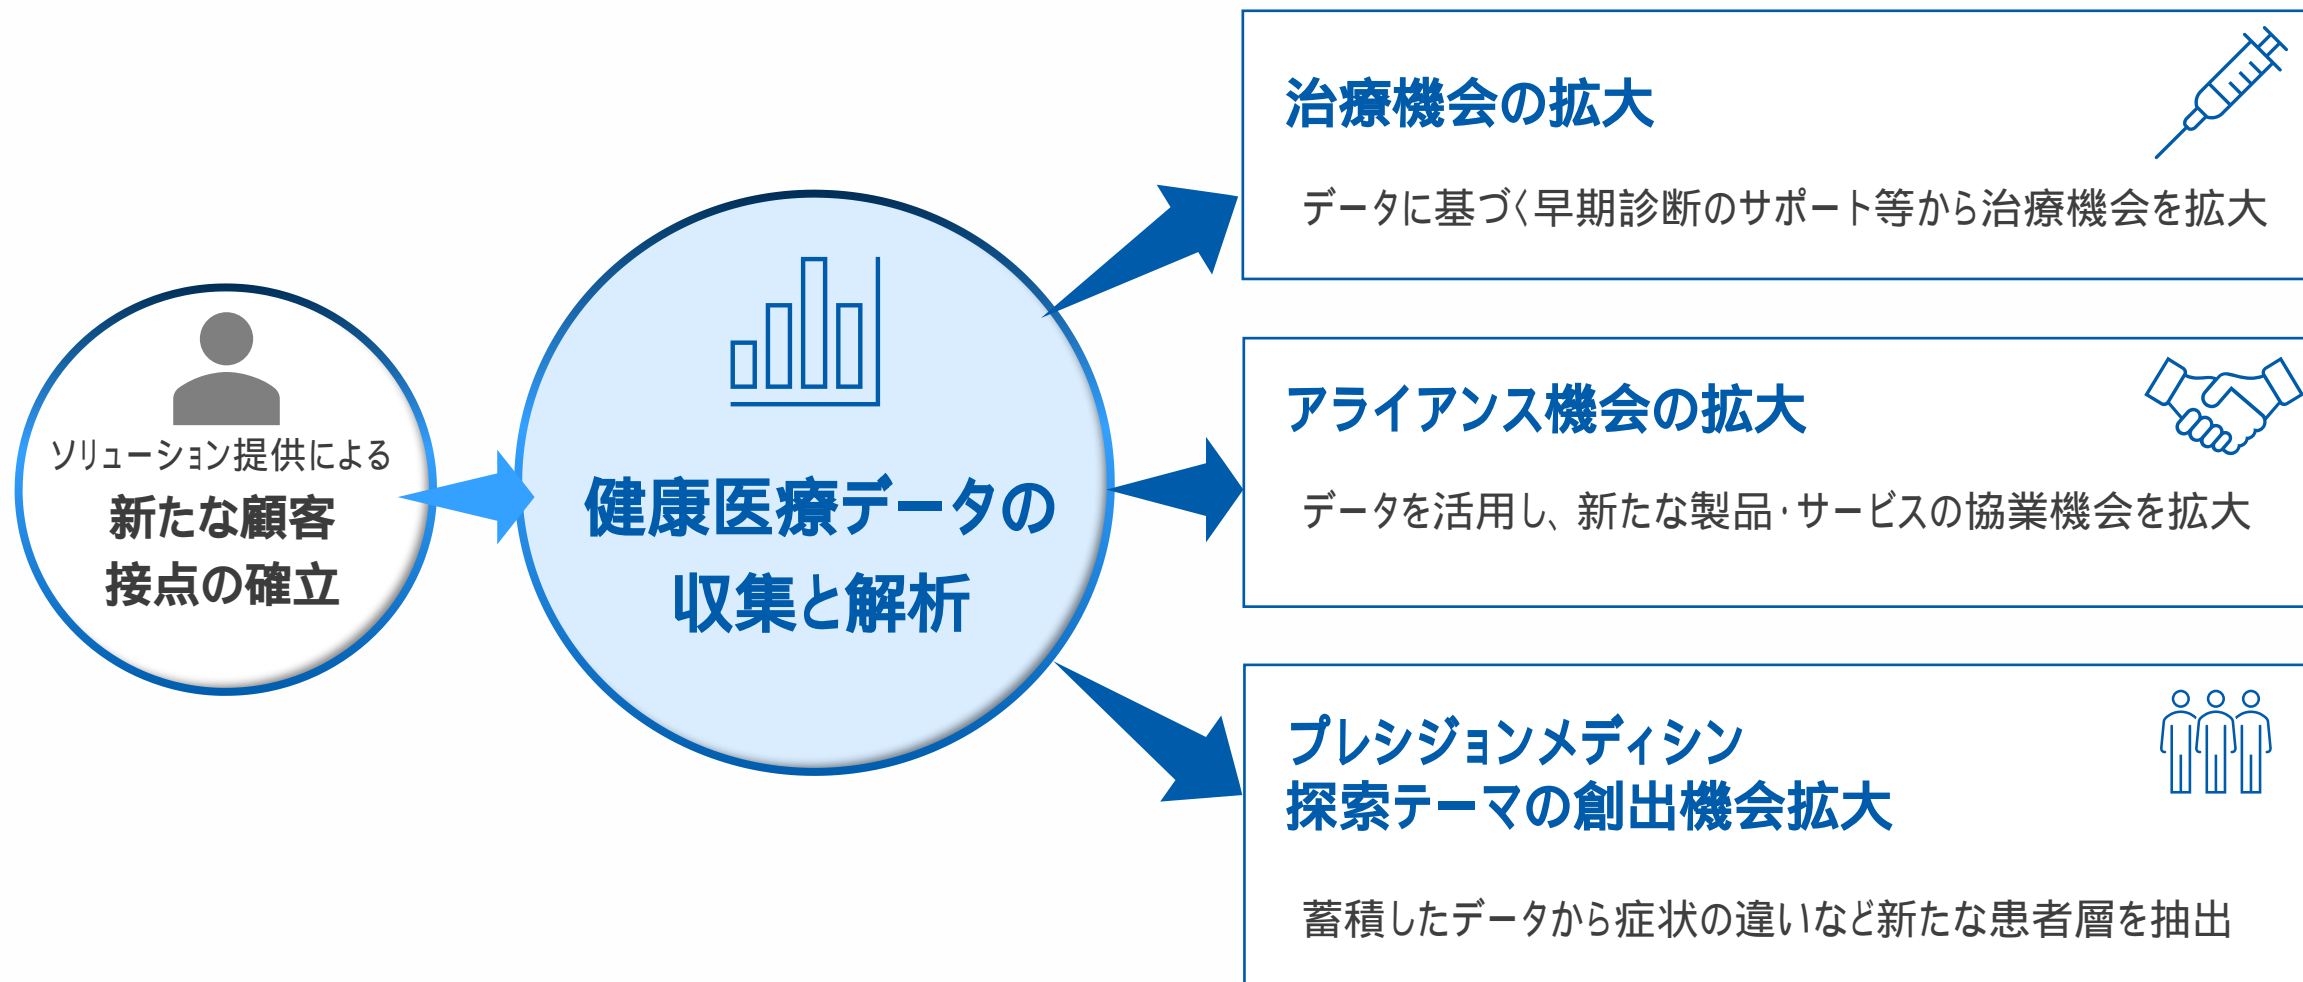 ソリューション提供による
新たな顧客
接点の確立
健康医療データの
収集と解析
治療機会の拡大
データに基づく早期診断のサポート等から治療機会を拡大
アライアンス機会の拡大
データを活用し、新たな製品・サービスの協業機会を拡大
プレシジョンメディシン
探索テーマの創出機会拡大
蓄積したデータから症状の違いなど新たな患者層を抽出